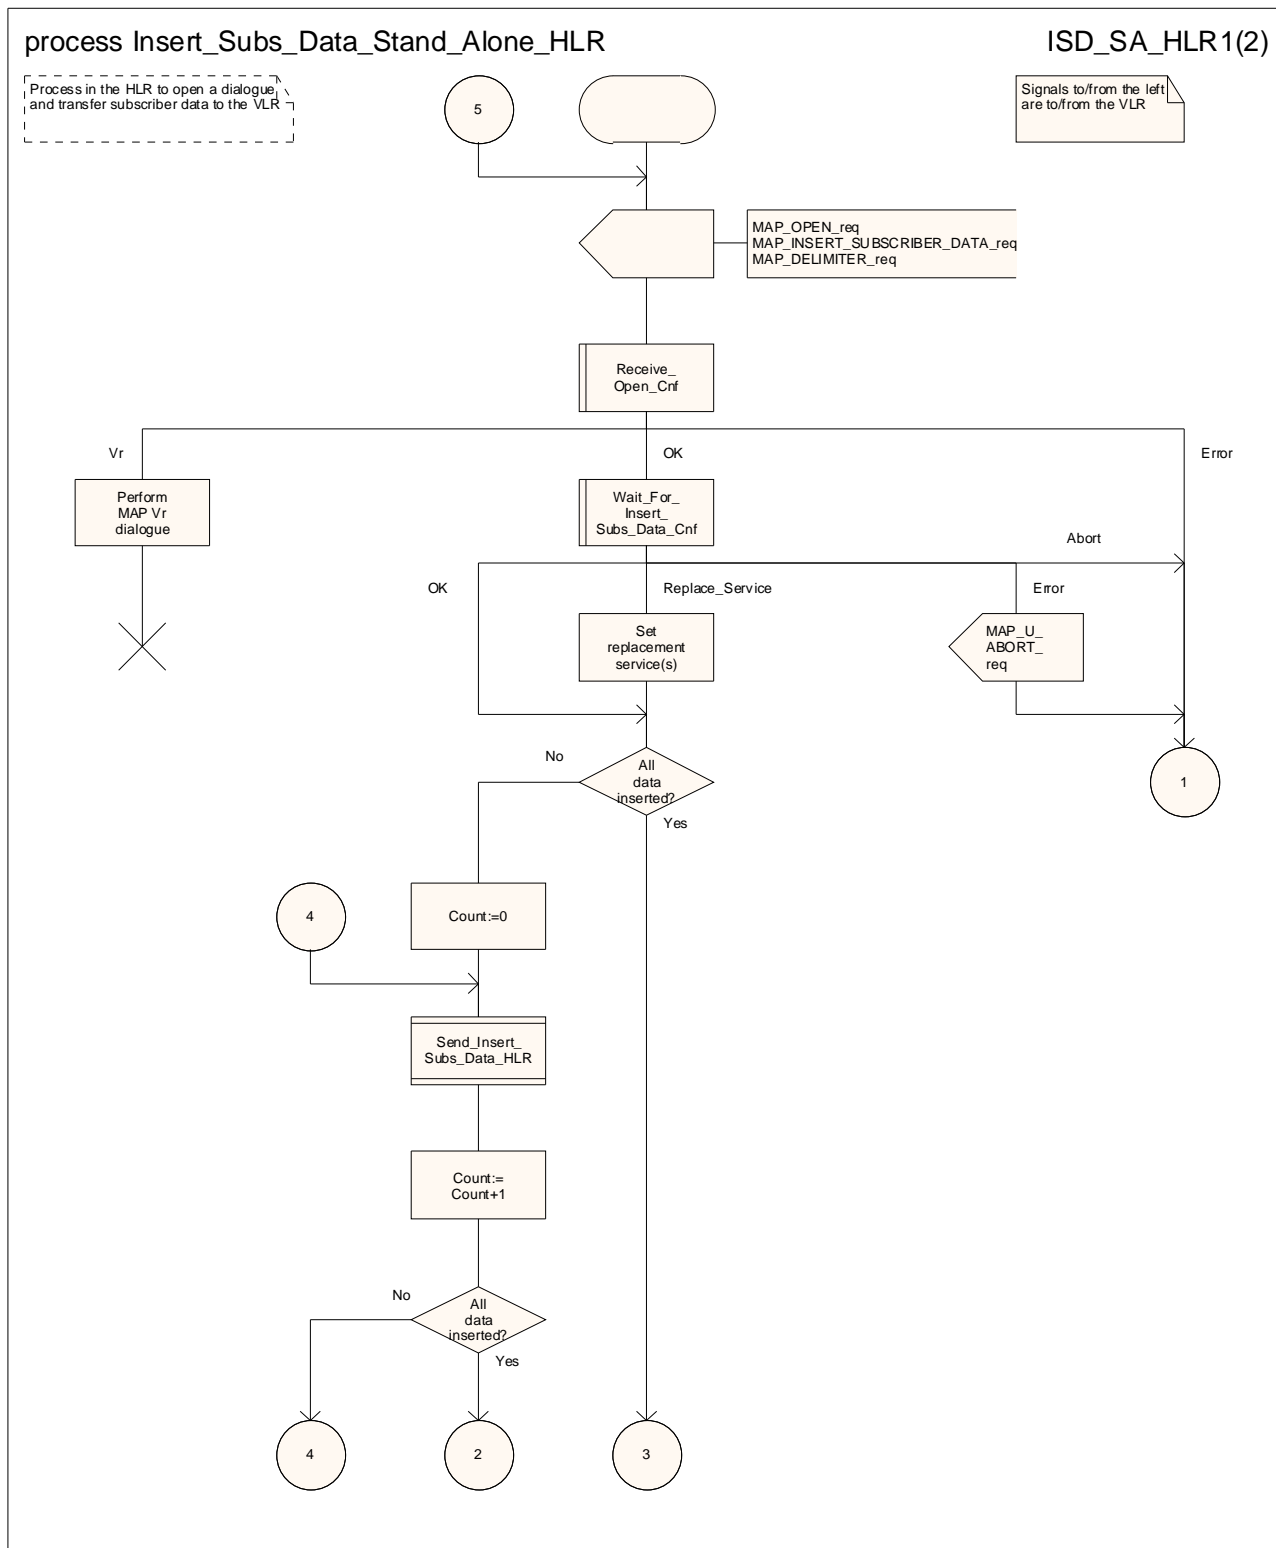 process Insert_Subs_Data_Stand_Alone_HLR
ISD_SA_HLR1(2)
Process in the HLR to open a dialogue
and transfer subscriber data to the VLR
5
Signals to/from the left
are to/from the VLR
MAP_OPEN_req
MAP_INSERT_SUBSCRIBER_DATA_req
MAP_DELIMITER_req
Receive_
Open_Cnf
Vr
OK
Error
Perform
MAP Vr
dialogue
Wait_For_
Insert_
Subs_Data_Cnf
Abort
OK
Replace_Service
Error
Set
replacement
service(s)
MAP_U_
ABORT_
req
No
All
data
inserted?
Yes
1
4
Count:=0
Send_Insert_
Subs_Data_HLR
Count:=
Count+1
No
All
data
inserted?
Yes
4
2
3